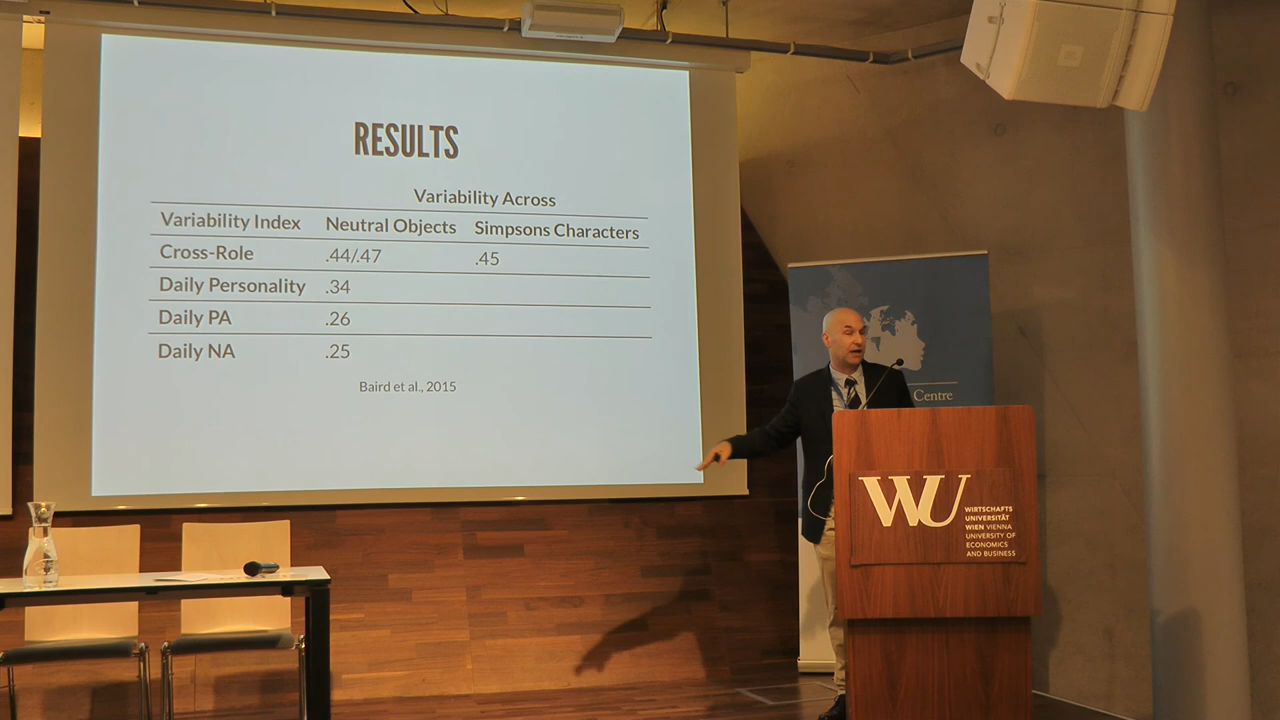 RESULTS
Variability Across
Variability Index Neutral Objects Simpsons Characters
Cross-Role .44/.47 .45
Daily Personality .34
Daily PA .26
Daily NA .25
Baird et al., 2015
Centre
WU
WIRTSCHAFTS
UNIVERSITÄT
WIEN VIENNA
UNIVERSITY OF
ECONOMICS
AND BUSINESS